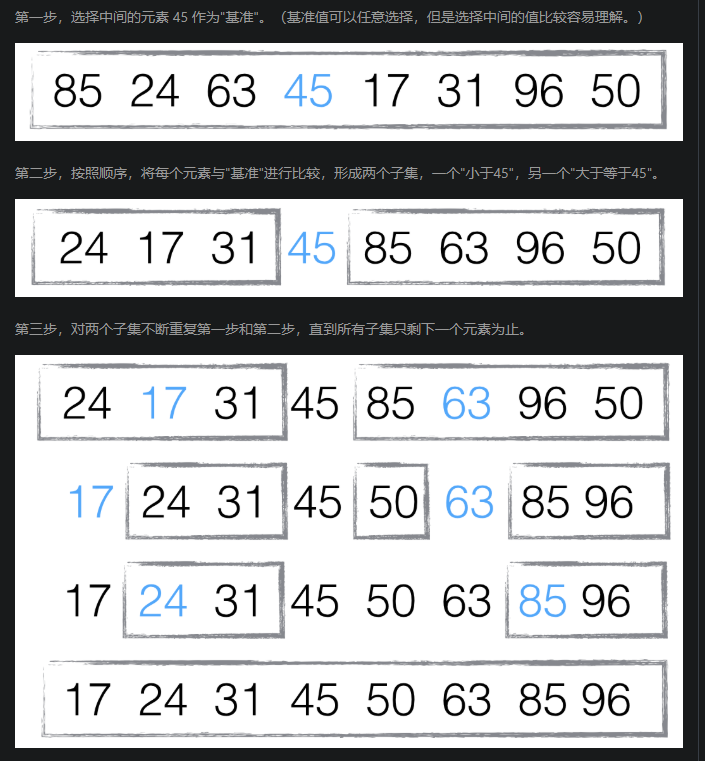 第一步，选择中间的元素 45 作为"基准"。（基准值可以任意选择，但是选择中间的值比较容易理解。）
85 24 63 45 17 31 96 50
第二步，按照顺序，将每个元素与"基准"进行比较，形成两个子集，一个"小于45"，另一个"大于等于45"。
24 17 31 45 85 63 96 50
第三步，对两个子集不断重复第一步和第二步，直到所有子集只剩下一个元素为止。
24 17 31 45 85 63 96 50
17 24 31 45 50 63 85 96
17 24 31 45 50 63 85 96
17 24 31 45 50 63 85 96